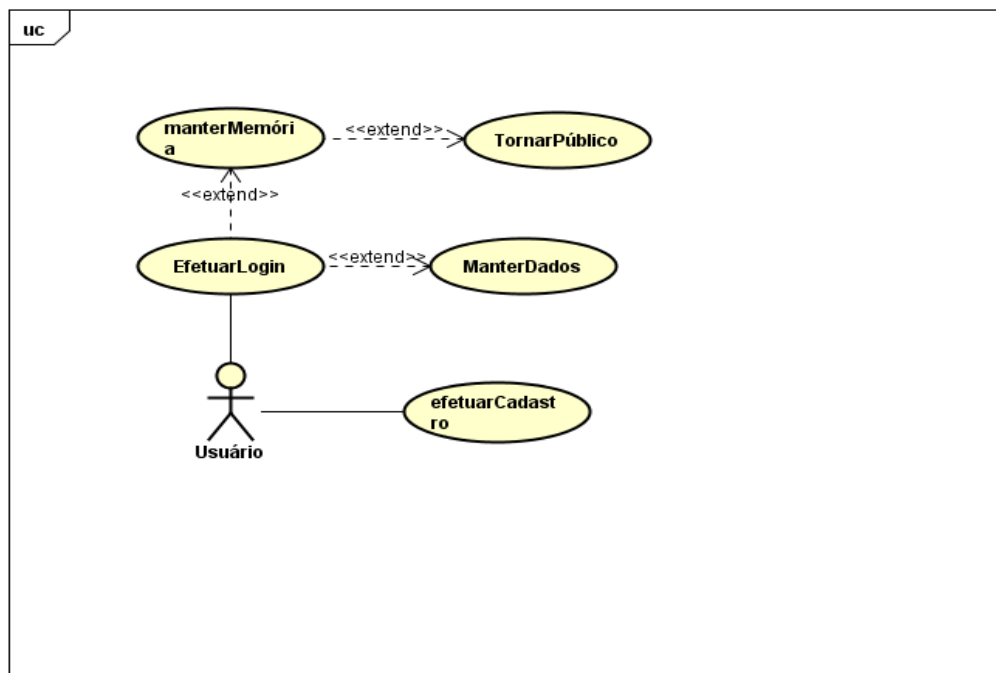 uc
manterMemóri
a
<<extend>>
TornarPúblico
<<extend>>
EfetuarLogin
<<extend>>
ManterDados
efetuarCadast
ro
Usuário